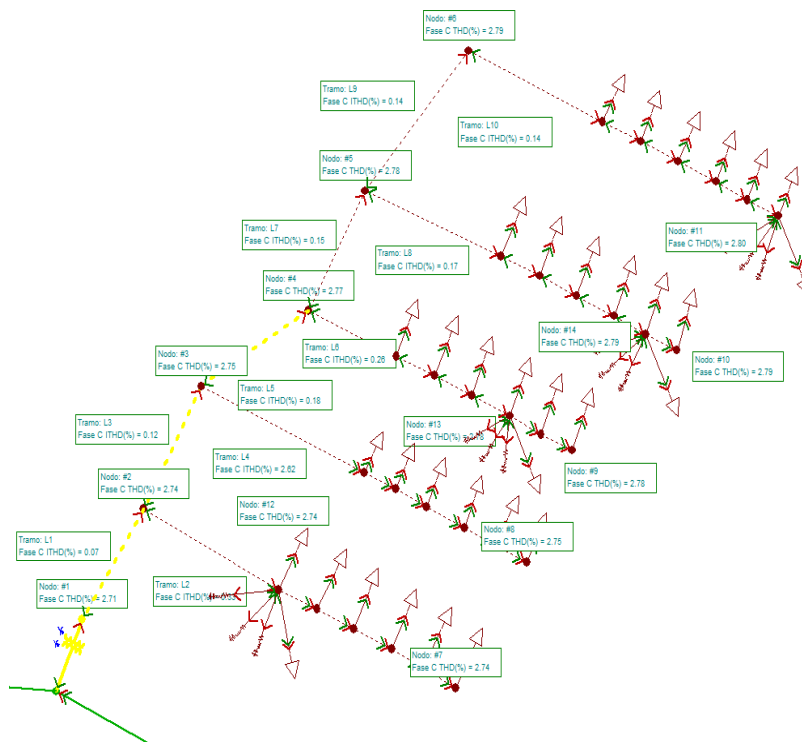 Nodo: #6
Fase C THD(%) = 2.79
Tramo: L9
Fase C ITHD(%) = 0.14
Tramo: L10
Fase C ITHD(%) = 0.14
Nodo: #5
Fase C THD(%) = 2.78
Tramo: L7
Fase C ITHD(%) = 0.15
Nodo: #11
Fase C THD(%) = 2.80
Tramo: L8
Fase C ITHD(%) = 0.17
Nodo: #4
Fase C THD(%) = 2.77
Nodo: #14
Fase C THD(%) = 2.79
Nodo: #3
Fase C THD(%) = 2.75
Tramo: L6
Fase C ITHD(%) = 0.26
Nodo: #10
Fase C THD(%) = 2.79
Tramo: L5
Fase C ITHD(%) = 0.18
Tramo: L3
Fase C ITHD(%) = 0.12
Nodo: #13
Fase C THD(%) =
Tramo: L4
Fase C ITHD(%) = 2.62
Nodo: #9
Fase C THD(%) = 2.78
Nodo: #2
Fase C THD(%) = 2.74
Nodo: #12
Fase C THD(%) = 2.74
Nodo: #8
Fase C THD(%) = 2.75
Tramo: L1
Fase C ITHD(%) = 0.07
Nodo: #1
Fase C THD(%) = 2.71
Tramo: L2
Fase C ITHD(%) =
Nodo: #7
Fase C THD(%) = 2.74